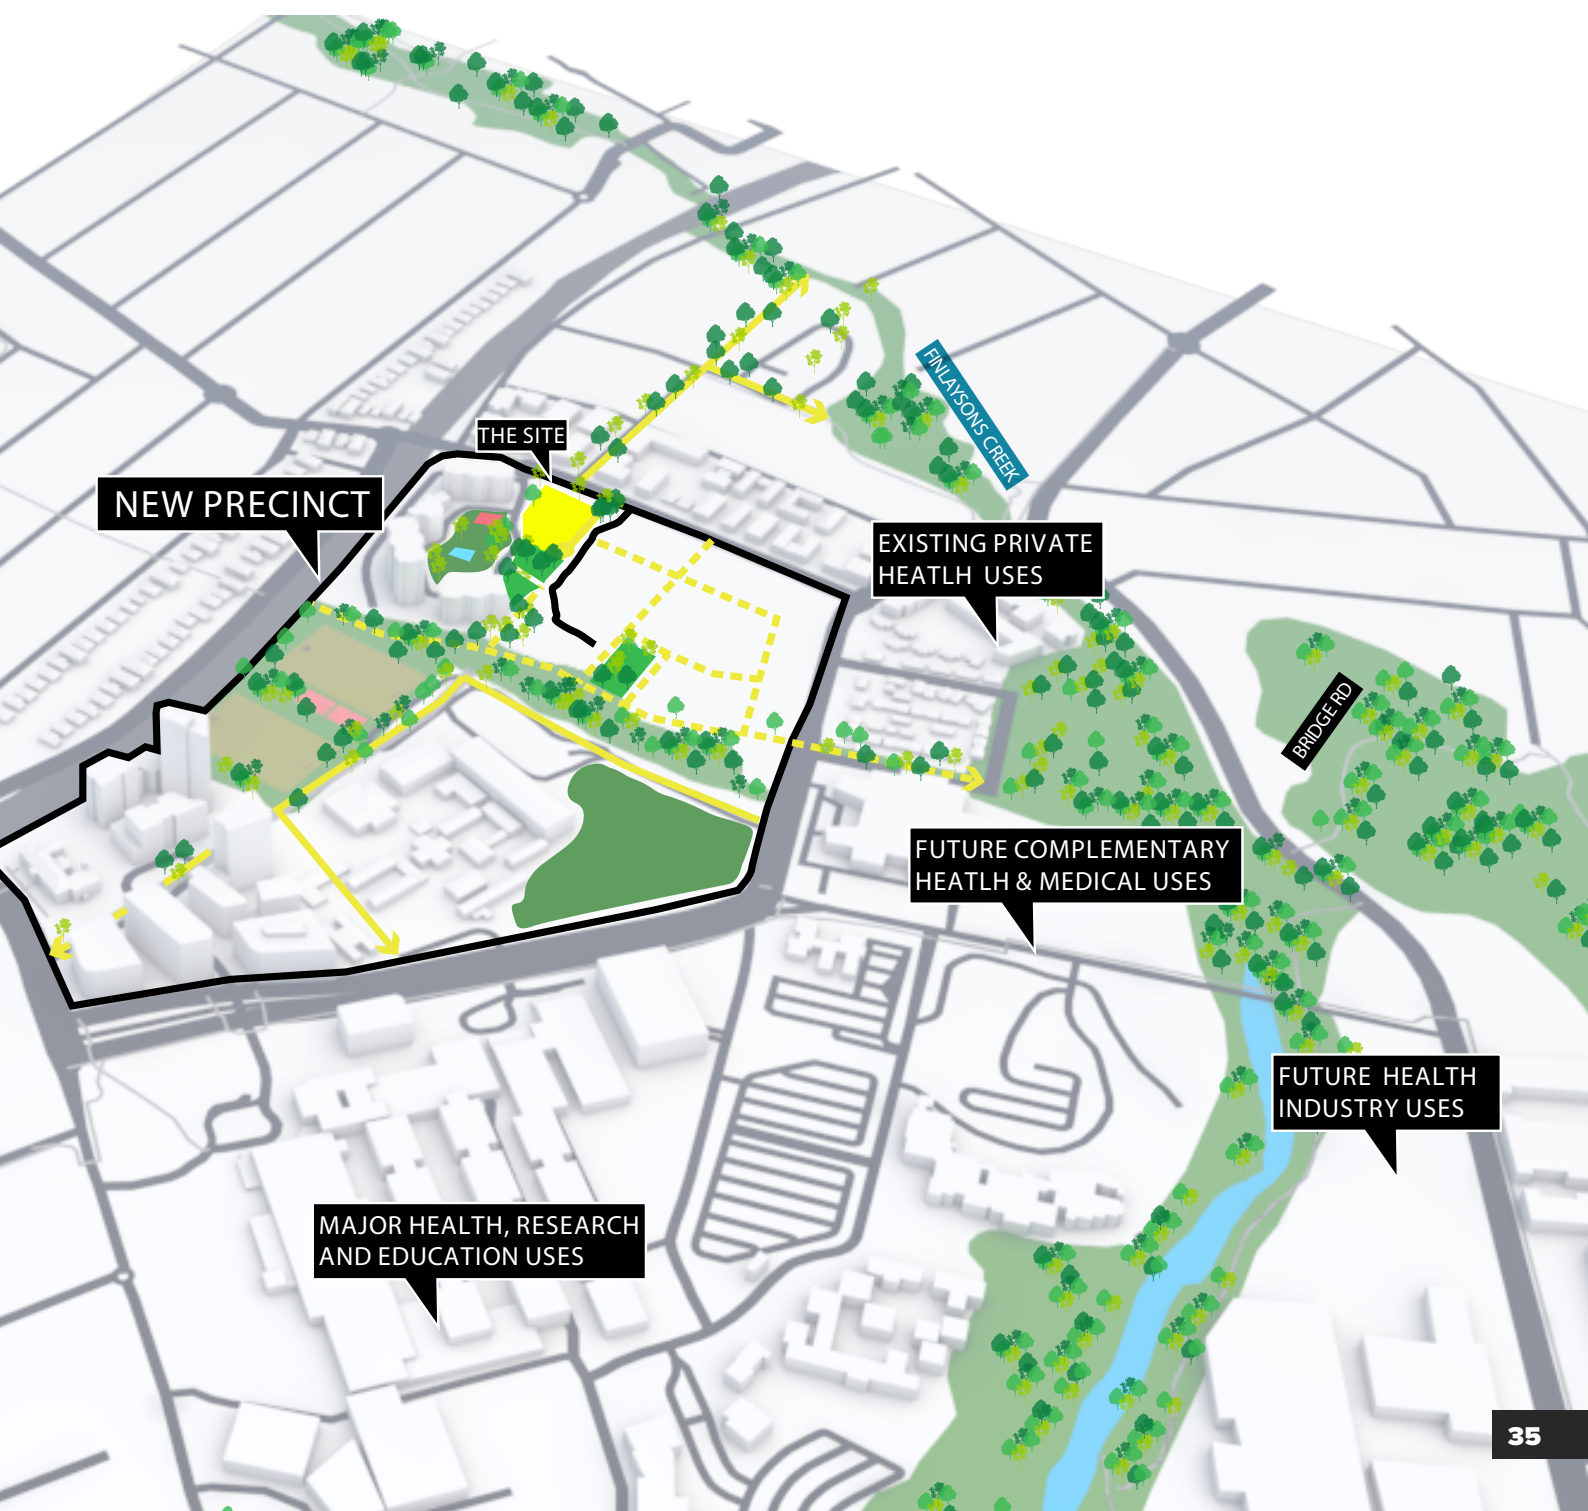 FINLAYSONS CREEK
THE SITE
NEW PRECINCT
EXISTING PRIVATE
HEATLH USES
BRIDGE RD
FUTURE COMPLEMENTARY
HEATLH & MEDICAL USES
FUTURE HEALTH
INDUSTRY USES
MAJOR HEALTH, RESEARCH
AND EDUCATION USES
35